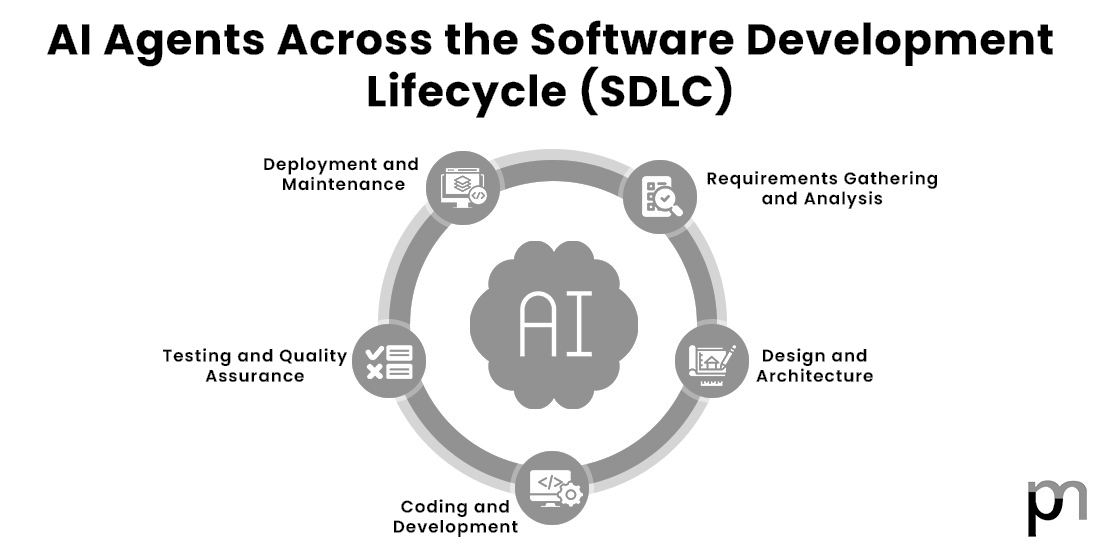 AI Agents Across the Software Development
Lifecycle (SDLC)
Deployment and
Maintenance
Requirements Gathering
and Analysis
AI
Testing and Quality
Assurance
Design and
Architecture
</>
</>
Coding and
Development
pm